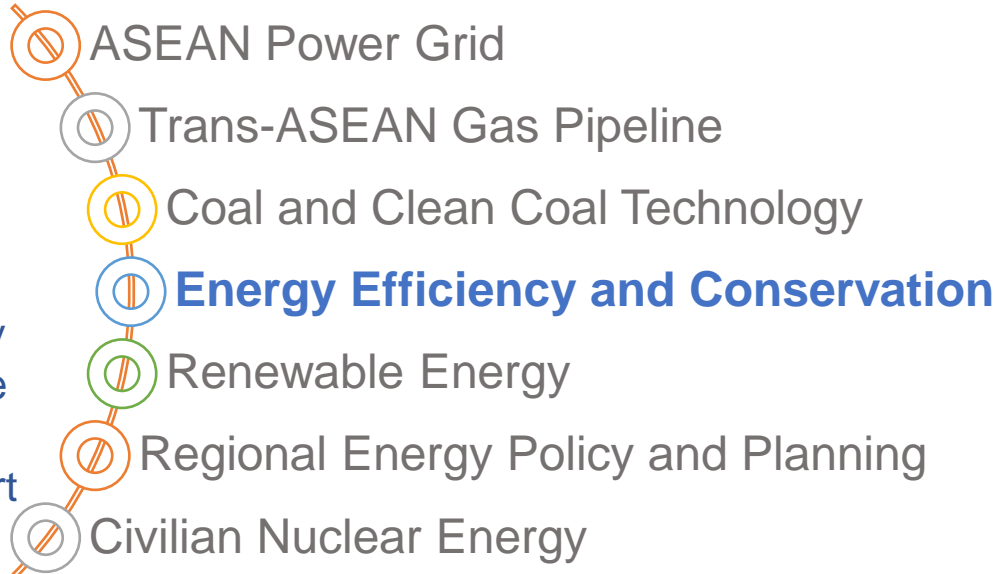 ASEAN Power Grid
Trans-ASEAN Gas Pipeline
Coal and Clean Coal Technology
Energy Efficiency and Conservation
Renewable Energy
Regional Energy Policy and Planning
Civilian Nuclear Energy